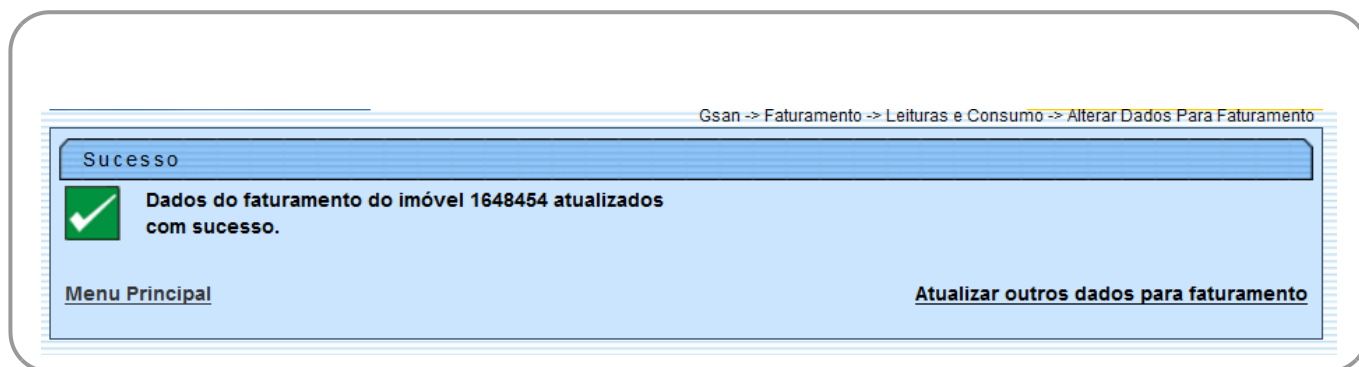 Gsan -> Faturamento -> Leituras e Consumo -> Alterar Dados Para Faturamento
Sucesso
Dados do faturamento do imóvel 1648454 atualizados
com sucesso.
Menu Principal
Atualizar outros dados para faturamento